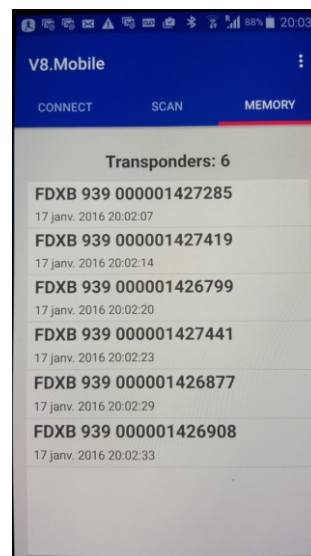 88% 20:03
V8.Mobile
CONNECT SCAN MEMORY
Transponders: 6
FDXB 939 000001427285
17 janv. 2016 20:02:07
FDXB 939 000001427419
17 janv. 2016 20:02:14
FDXB 939 000001426799
17 janv. 2016 20:02:20
FDXB 939 000001427441
17 janv. 2016 20:02:23
FDXB 939 000001426877
17 janv. 2016 20:02:29
FDXB 939 000001426908
17 janv. 2016 20:02:33